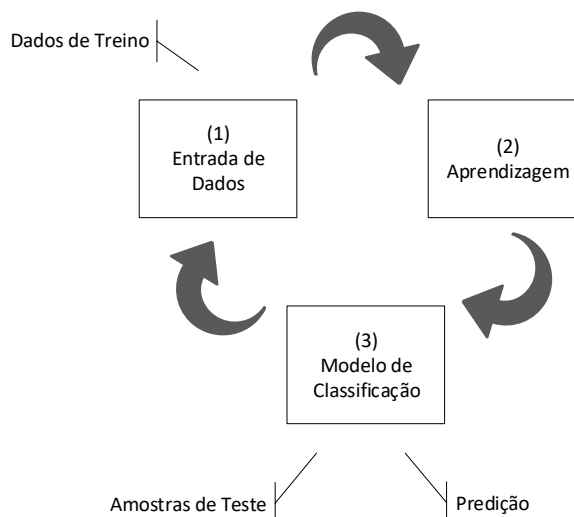 Dados de Treino
(1)
Entrada de
Dados
(2)
Aprendizagem
(3)
Modelo de
Classificação
Amostras de Teste
Predição